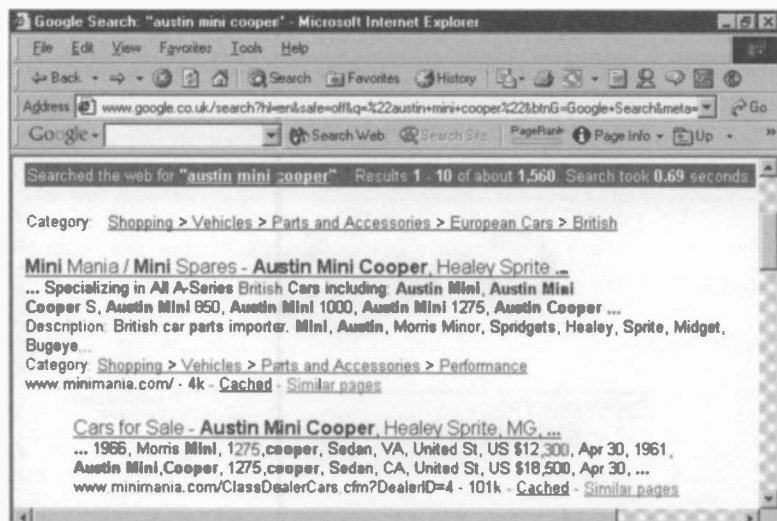 Google Search: "austin mini cooper" - Microsoft Internet Explorer
File Edit View Favorites Tools Help
Back Search Favorites History
Address www.google.co.uk/search?hl=en&safe=off&q=%22austin+mini+cooper%22&btnG=Google+Search&meta= Go
Google Search Web Search Site PageRank Page Info Up »
Searched the web for "austin mini cooper" Results 1 - 10 of about 1,560. Search took 0.69 seconds
Category: Shopping > Vehicles > Parts and Accessories > European Cars > British
Mini Mania / Mini Spares - Austin Mini Cooper, Healey Sprite ...
... Specializing in All A-Series British Cars including: Austin Mini, Austin Mini
Cooper S, Austin Mini 850, Austin Mini 1000, Austin Mini 1275, Austin Cooper ...
Description: British car parts importer. Mini, Austin, Morris Minor, Spridgets, Healey, Sprite, Midget,
Bugeye...
Category: Shopping > Vehicles > Parts and Accessories > Performance
www.minimania.com/ - 4k - Cached - Similar pages
Cars for Sale - Austin Mini Cooper, Healey Sprite, MG, ...
... 1966, Morris Mini, 1275,cooper, Sedan, VA, United St, US $12,300, Apr 30, 1961,
Austin Mini,Cooper, 1275,cooper, Sedan, CA, United St, US $18,500, Apr 30, ...
www.minimania.com/ClassDealerCars.cfm?DealerID=4 - 101k - Cached - Similar pages